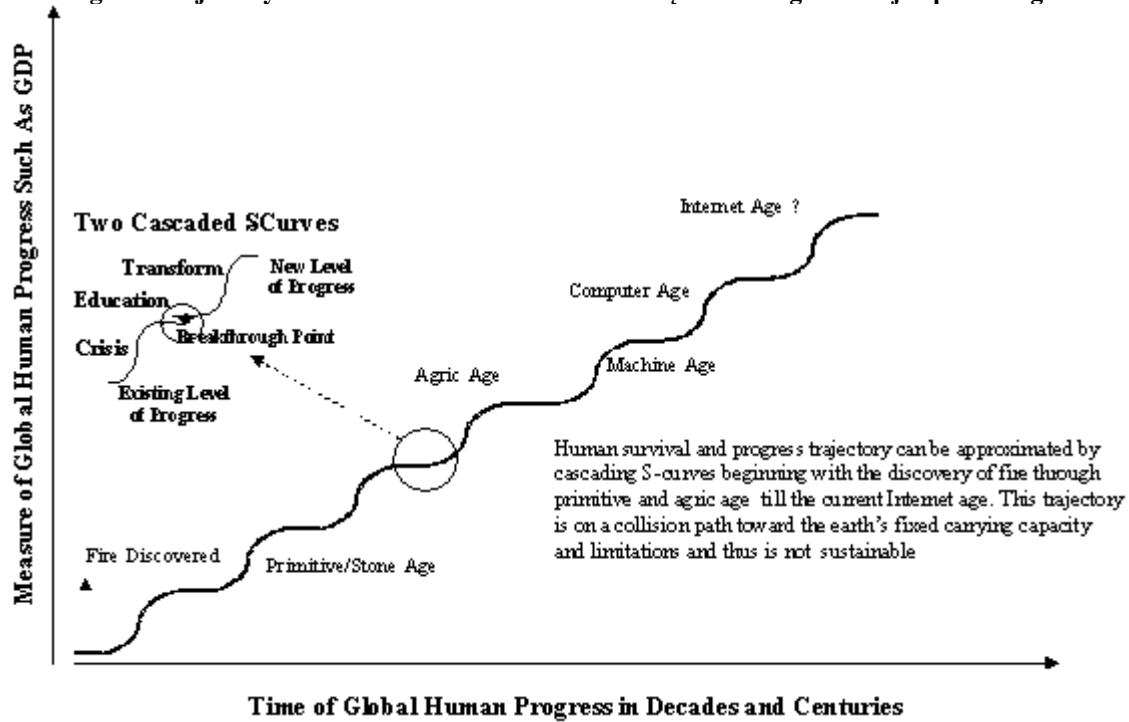 Measure of Global Human Progress Such As GDP
Two Cascaded SCurves
Transform
New Level
of Progress
Education
Breakthrough Point
Crisis
Existing Level
of Progress
Internet Age ?
Computer Age
Machine Age
Agric Age
Human survival and progress trajectory can be approximated by
cascading S-curves beginning with the discovery of fire through
primitive and agric age till the current Internet age. This trajectory
is on a collision path toward the earth's fixed carrying capacity
and limitations and thus is not sustainable
Fire Discovered
Primitive/Stone Age
Time of Global Human Progress in Decades and Centuries